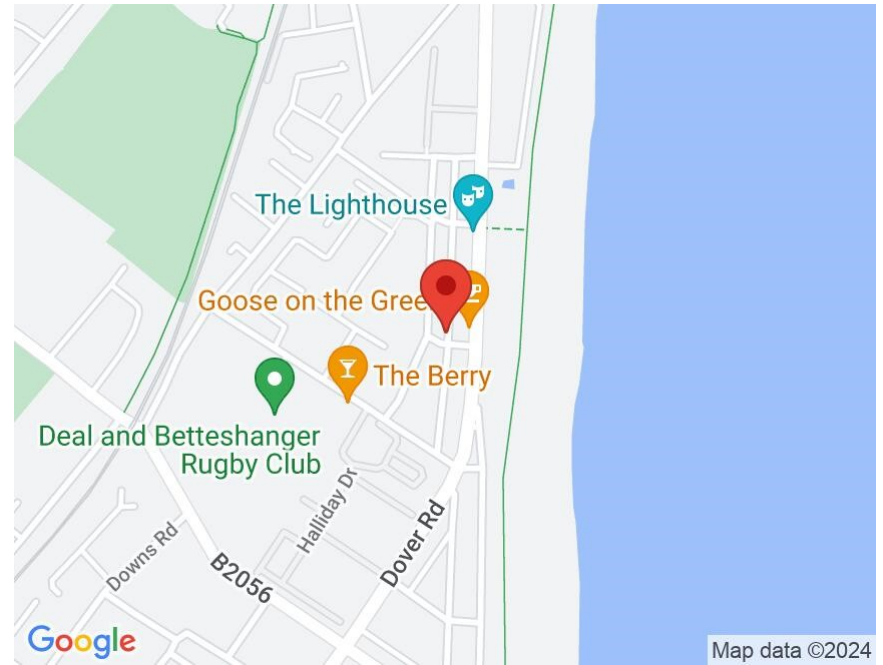 The Lighthouse
Goose on the Gree
The Berry
Deal and Betteshanger
Rugby Club
Halliday Dr
Downs Rd
Dover Rd
B2056
Google
Map data ©2024